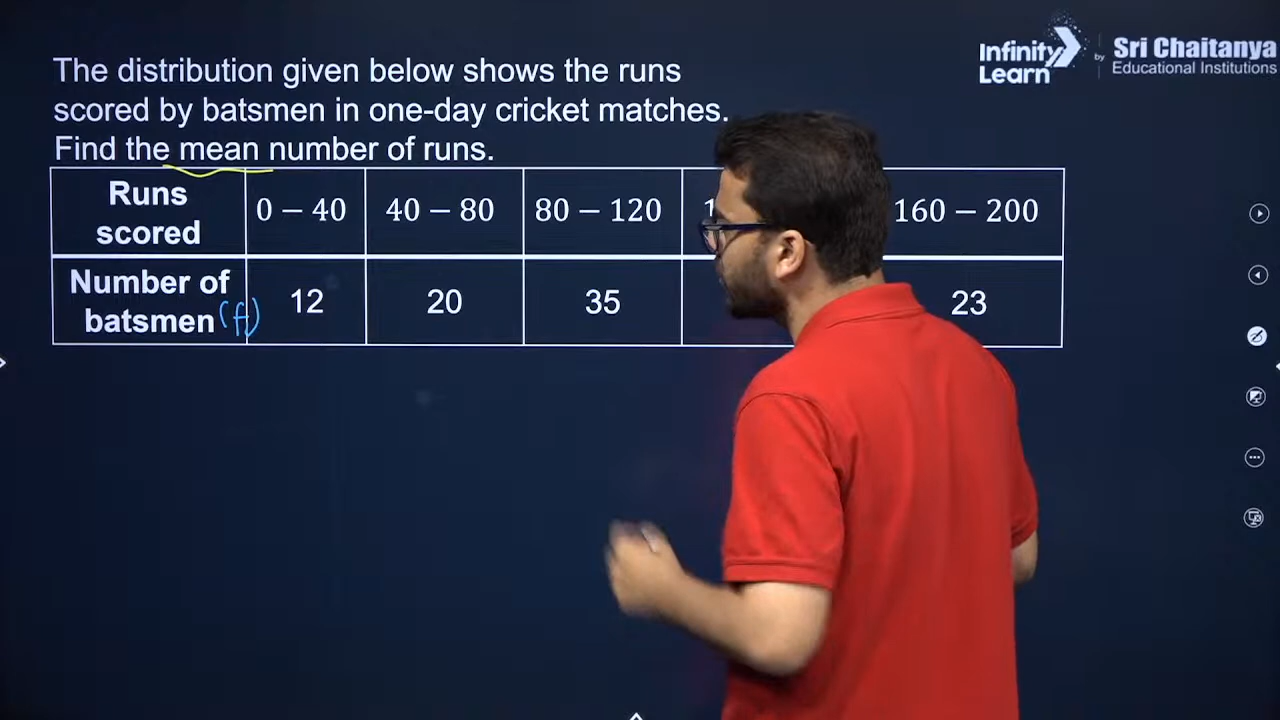 Infinity Learn by Sri Chaitanya Educational Institutions
The distribution given below shows the runs
scored by batsmen in one-day cricket matches.
Find the mean number of runs.
Runs scored 0 – 40 40 – 80 80 – 120 1 160 – 200
Number of batsmen (f) 12 20 35 23